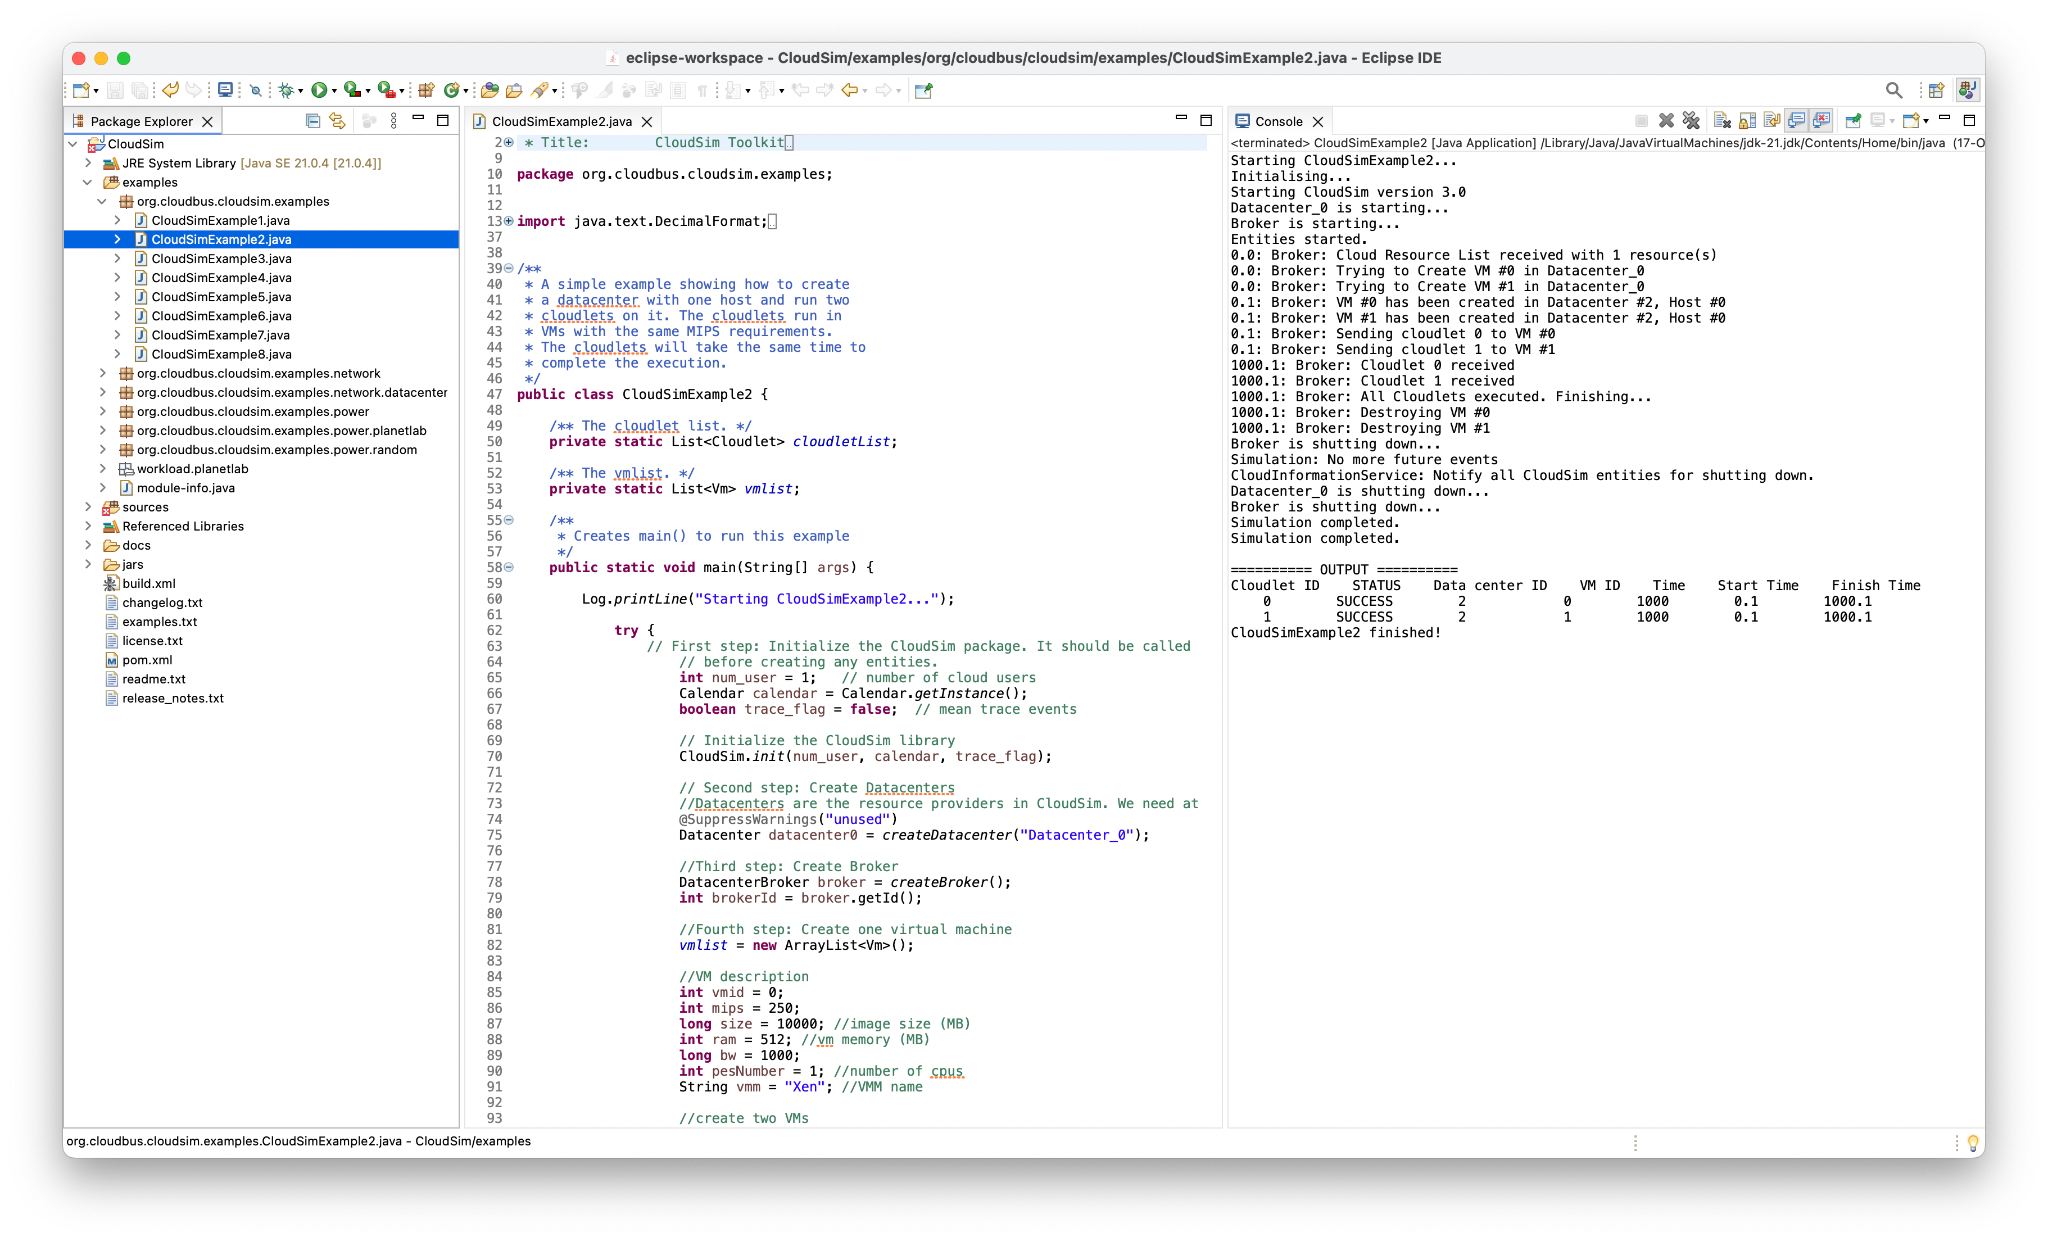 eclipse-workspace - CloudSim/examples/org/cloudbus/cloudsim/examples/CloudSimExample2.java - Eclipse IDE
Package Explorer
CloudSim
JRE System Library [Java SE 21.0.4 [21.0.4]]
examples
org.cloudbus.cloudsim.examples
CloudSimExample1.java
CloudSimExample2.java
CloudSimExample3.java
CloudSimExample4.java
CloudSimExample5.java
CloudSimExample6.java
CloudSimExample7.java
CloudSimExample8.java
org.cloudbus.cloudsim.examples.network
org.cloudbus.cloudsim.examples.network.datacenter
org.cloudbus.cloudsim.examples.power
org.cloudbus.cloudsim.examples.power.planetlab
org.cloudbus.cloudsim.examples.power.random
workload.planetlab
module-info.java
sources
Referenced Libraries
docs
jars
build.xml
changelog.txt
examples.txt
license.txt
pom.xml
readme.txt
release_notes.txt
CloudSimExample2.java
2 * Title:        CloudSim Toolkit
9
10 package org.cloudbus.cloudsim.examples;
11
12
13 import java.text.DecimalFormat;
37
38
39 /**
40 * A simple example showing how to create
41 * a datacenter with one host and run two
42 * cloudlets on it. The cloudlets run in
43 * VMs with the same MIPS requirements.
44 * The cloudlets will take the same time to
45 * complete the execution.
46 */
47 public class CloudSimExample2 {
48
49 /** The cloudlet list. */
50 private static List<Cloudlet> cloudletList;
51
52 /** The vmlist. */
53 private static List<Vm> vmlist;
54
55 /**
56 * Creates main() to run this example
57 */
58 public static void main(String[] args) {
59
60 Log.printLine("Starting CloudSimExample2...");
61
62 try {
63 // First step: Initialize the CloudSim package. It should be called
64 // before creating any entities.
65 int num_user = 1;   // number of cloud users
66 Calendar calendar = Calendar.getInstance();
67 boolean trace_flag = false;  // mean trace events
68
69 // Initialize the CloudSim library
70 CloudSim.init(num_user, calendar, trace_flag);
71
72 // Second step: Create Datacenters
73 //Datacenters are the resource providers in CloudSim. We need at
74 @SuppressWarnings("unused")
75 Datacenter datacenter0 = createDatacenter("Datacenter_0");
76
77 //Third step: Create Broker
78 DatacenterBroker broker = createBroker();
79 int brokerId = broker.getId();
80
81 //Fourth step: Create one virtual machine
82 vmlist = new ArrayList<Vm>();
83
84 //VM description
85 int vmid = 0;
86 int mips = 250;
87 long size = 10000; //image size (MB)
88 int ram = 512; //vm memory (MB)
89 long bw = 1000;
90 int pesNumber = 1; //number of cpus
91 String vmm = "Xen"; //VMM name
92
93 //create two VMs
Console
<terminated> CloudSimExample2 [Java Application] /Library/Java/JavaVirtualMachines/jdk-21.jdk/Contents/Home/bin/java (17-O
Starting CloudSimExample2...
Initialising...
Starting CloudSim version 3.0
Datacenter_0 is starting...
Broker is starting...
Entities started.
0.0: Broker: Cloud Resource List received with 1 resource(s)
0.0: Broker: Trying to Create VM #0 in Datacenter_0
0.0: Broker: Trying to Create VM #1 in Datacenter_0
0.1: Broker: VM #0 has been created in Datacenter #2, Host #0
0.1: Broker: VM #1 has been created in Datacenter #2, Host #0
0.1: Broker: Sending cloudlet 0 to VM #0
0.1: Broker: Sending cloudlet 1 to VM #1
1000.1: Broker: Cloudlet 0 received
1000.1: Broker: Cloudlet 1 received
1000.1: Broker: All Cloudlets executed. Finishing...
1000.1: Broker: Destroying VM #0
1000.1: Broker: Destroying VM #1
Broker is shutting down...
Simulation: No more future events
CloudInformationService: Notify all CloudSim entities for shutting down.
Datacenter_0 is shutting down...
Broker is shutting down...
Simulation completed.
Simulation completed.
========== OUTPUT ==========
Cloudlet ID    STATUS    Data center ID    VM ID    Time    Start Time    Finish Time
0        SUCCESS        2            0        1000        0.1        1000.1
1        SUCCESS        2            1        1000        0.1        1000.1
CloudSimExample2 finished!
org.cloudbus.cloudsim.examples.CloudSimExample2.java - CloudSim/examples